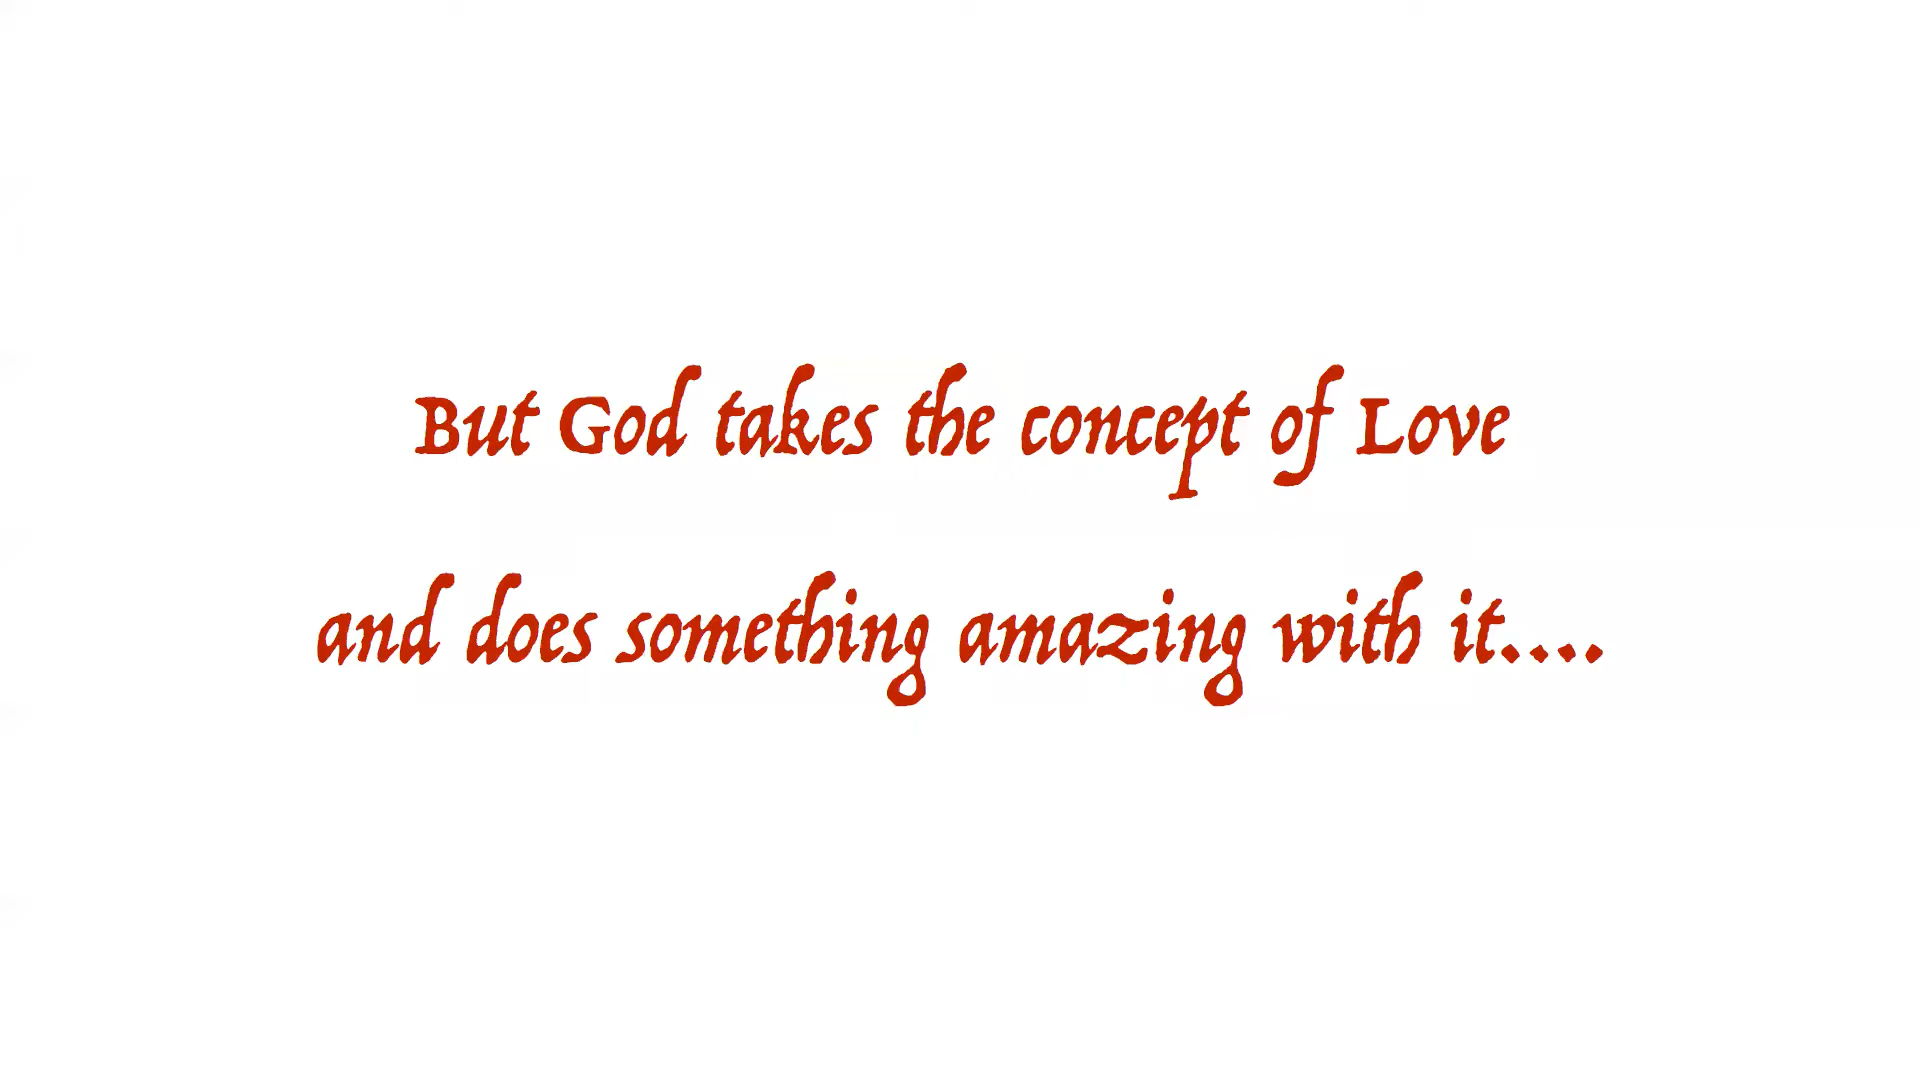 But God takes the concept of Love
and does something amazing with it....